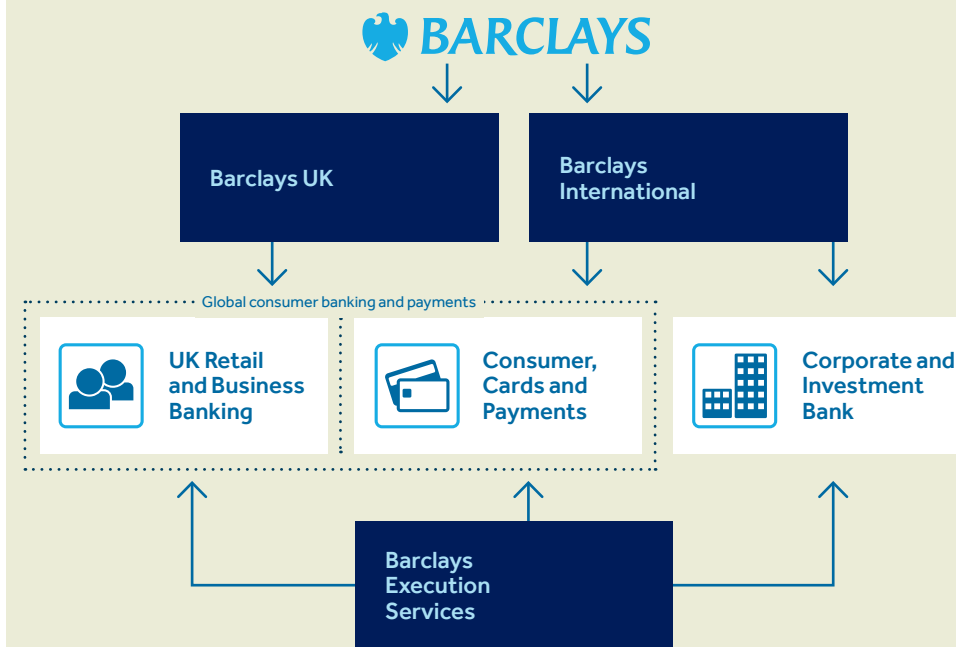 BARCLAYS
Barclays UK
Barclays
International
Global consumer banking and payments
UK Retail
and Business
Banking
Consumer,
Cards and
Payments
Corporate and
Investment
Bank
Barclays
Execution
Services